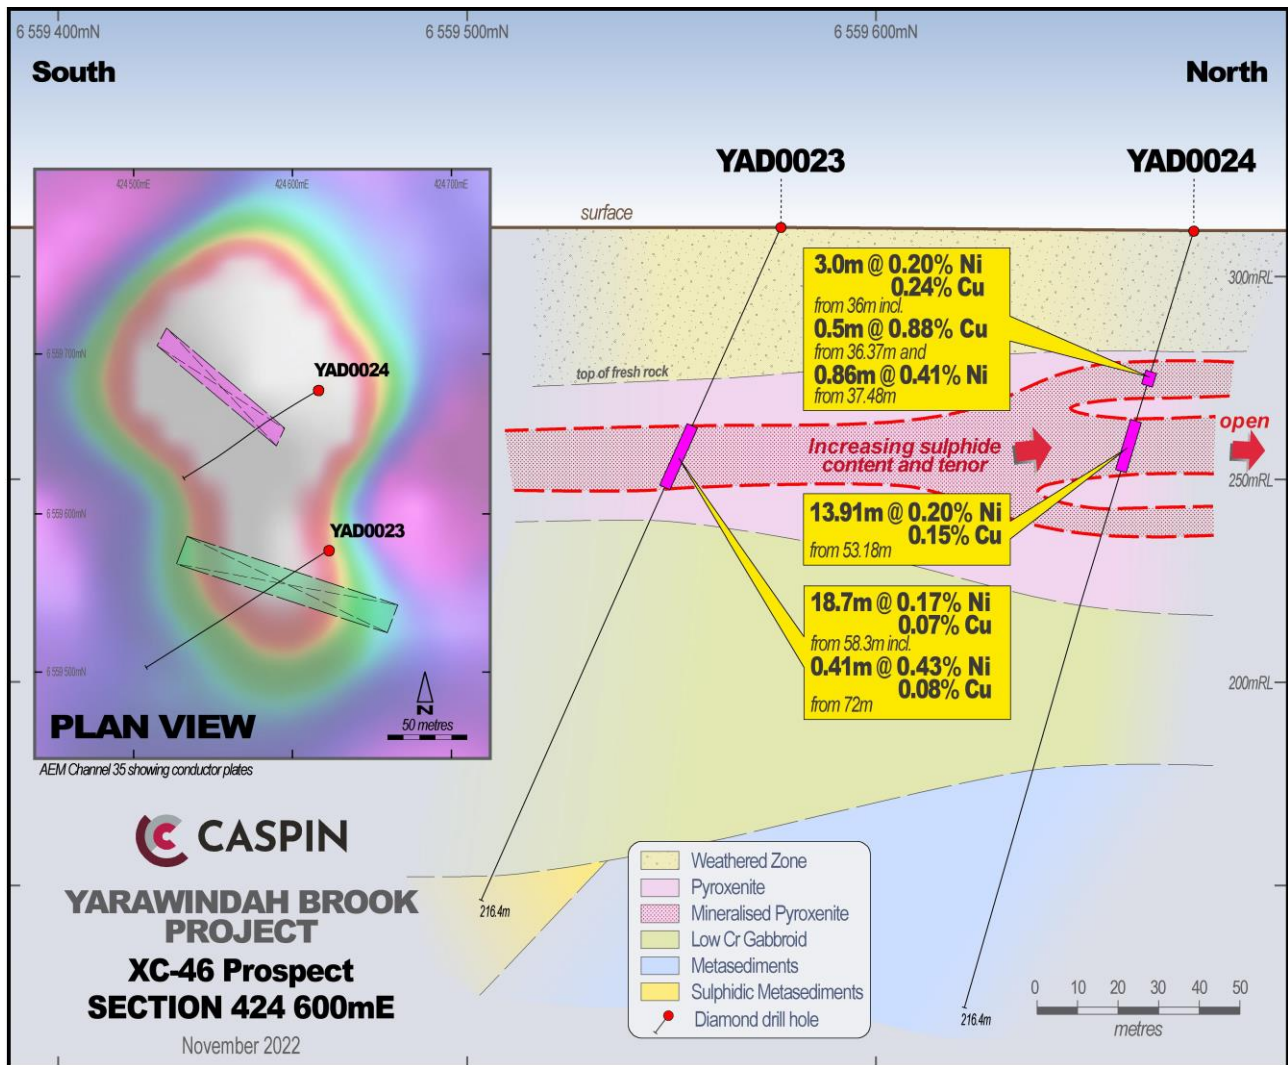 6 559 400mN
6 559 500mN
6 559 600mN
South
North
YAD0023
YAD0024
surface
424 500mE
424 600mE
424 700mE
6 559 700mN
6 559 600mN
6 559 500mN
YAD0024
YAD0023
PLAN VIEW
N
50 metres
AEM Channel 35 showing conductor plates
3.0m @ 0.20% Ni
0.24% Cu
from 36m incl.
0.5m @ 0.88% Cu
from 36.37m and
0.86m @ 0.41% Ni
from 37.48m
top of fresh rock
300mRL
Increasing sulphide
content and tenor
open
250mRL
13.91m @ 0.20% Ni
0.15% Cu
from 53.18m
18.7m @ 0.17% Ni
0.07% Cu
from 58.3m incl.
0.41m @ 0.43% Ni
0.08% Cu
from 72m
200mRL
CASPIN
YARAWINDAH BROOK
PROJECT
XC-46 Prospect
SECTION 424 600mE
November 2022
216.4m
216.4m
Weathered Zone
Pyroxenite
Mineralised Pyroxenite
Low Cr Gabbroid
Metasediments
Sulphidic Metasediments
Diamond drill hole
0 10 20 30 40 50
metres